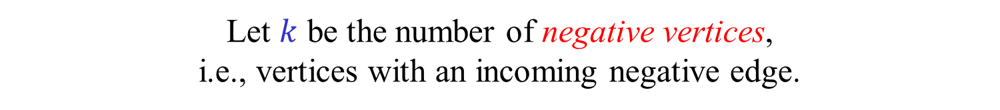 Let k be the number of negative vertices,
i.e., vertices with an incoming negative edge.